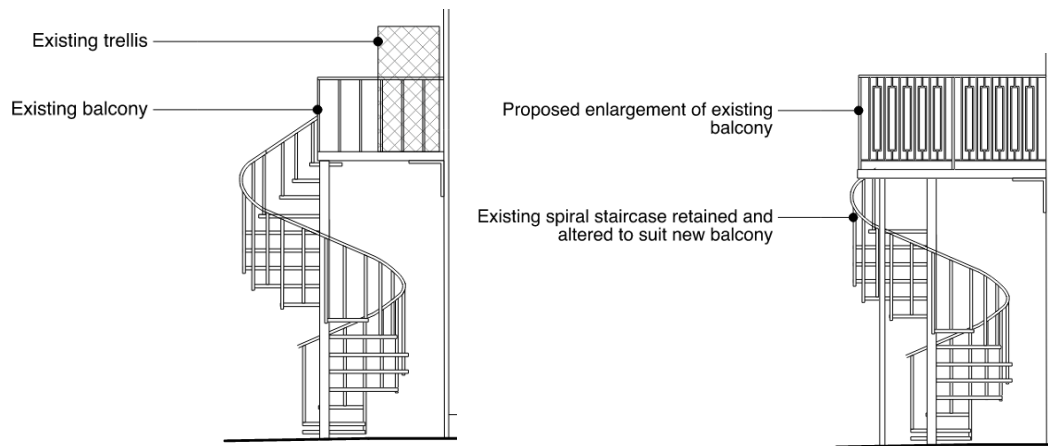 Existing trellis
Existing balcony
Proposed enlargement of existing
balcony
Existing spiral staircase retained and
altered to suit new balcony